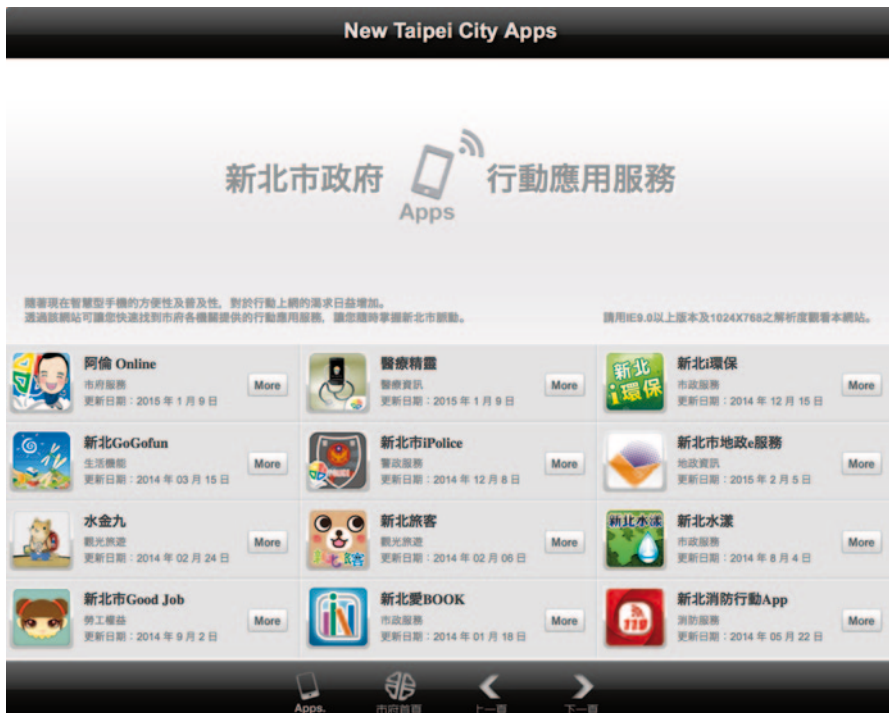 New Taipei City Apps
新北市政府 行動應用服務
Apps
隨著現在智慧型手機的方便性及普及性，對於行動上網的渴求日益增加。
透過該網站可讓您快速找到市府各機關提供的行動應用服務，讓您隨時掌握新北市脈動。
請用IE9.0以上版本及1024X768之解析度觀看本網站。
阿倫 Online
市府服務
更新日期：2015 年 1 月 9 日
More
醫療精靈
醫療資訊
更新日期：2015 年 1 月 9 日
More
新北
i環保
新北i環保
市政服務
更新日期：2014 年 12 月 15 日
More
新北GoGofun
生活機能
更新日期：2014 年 03 月 15 日
More
POLICE
新北市iPolice
警政服務
更新日期：2014 年 12 月 8 日
More
新北市地政e服務
地政資訊
更新日期：2015 年 2 月 5 日
More
水金九
觀光旅遊
更新日期：2014 年 02 月 24 日
More
新北旅客
觀光旅遊
更新日期：2014 年 02 月 06 日
More
新北水漾
新北水漾
市政服務
更新日期：2014 年 8 月 4 日
More
新北市Good Job
勞工權益
更新日期：2014 年 9 月 2 日
More
新北愛BOOK
市政服務
更新日期：2014 年 01 月 18 日
More
119
新北消防行動App
消防服務
更新日期：2014 年 05 月 22 日
More
Apps.
市府首頁
上一頁
下一頁